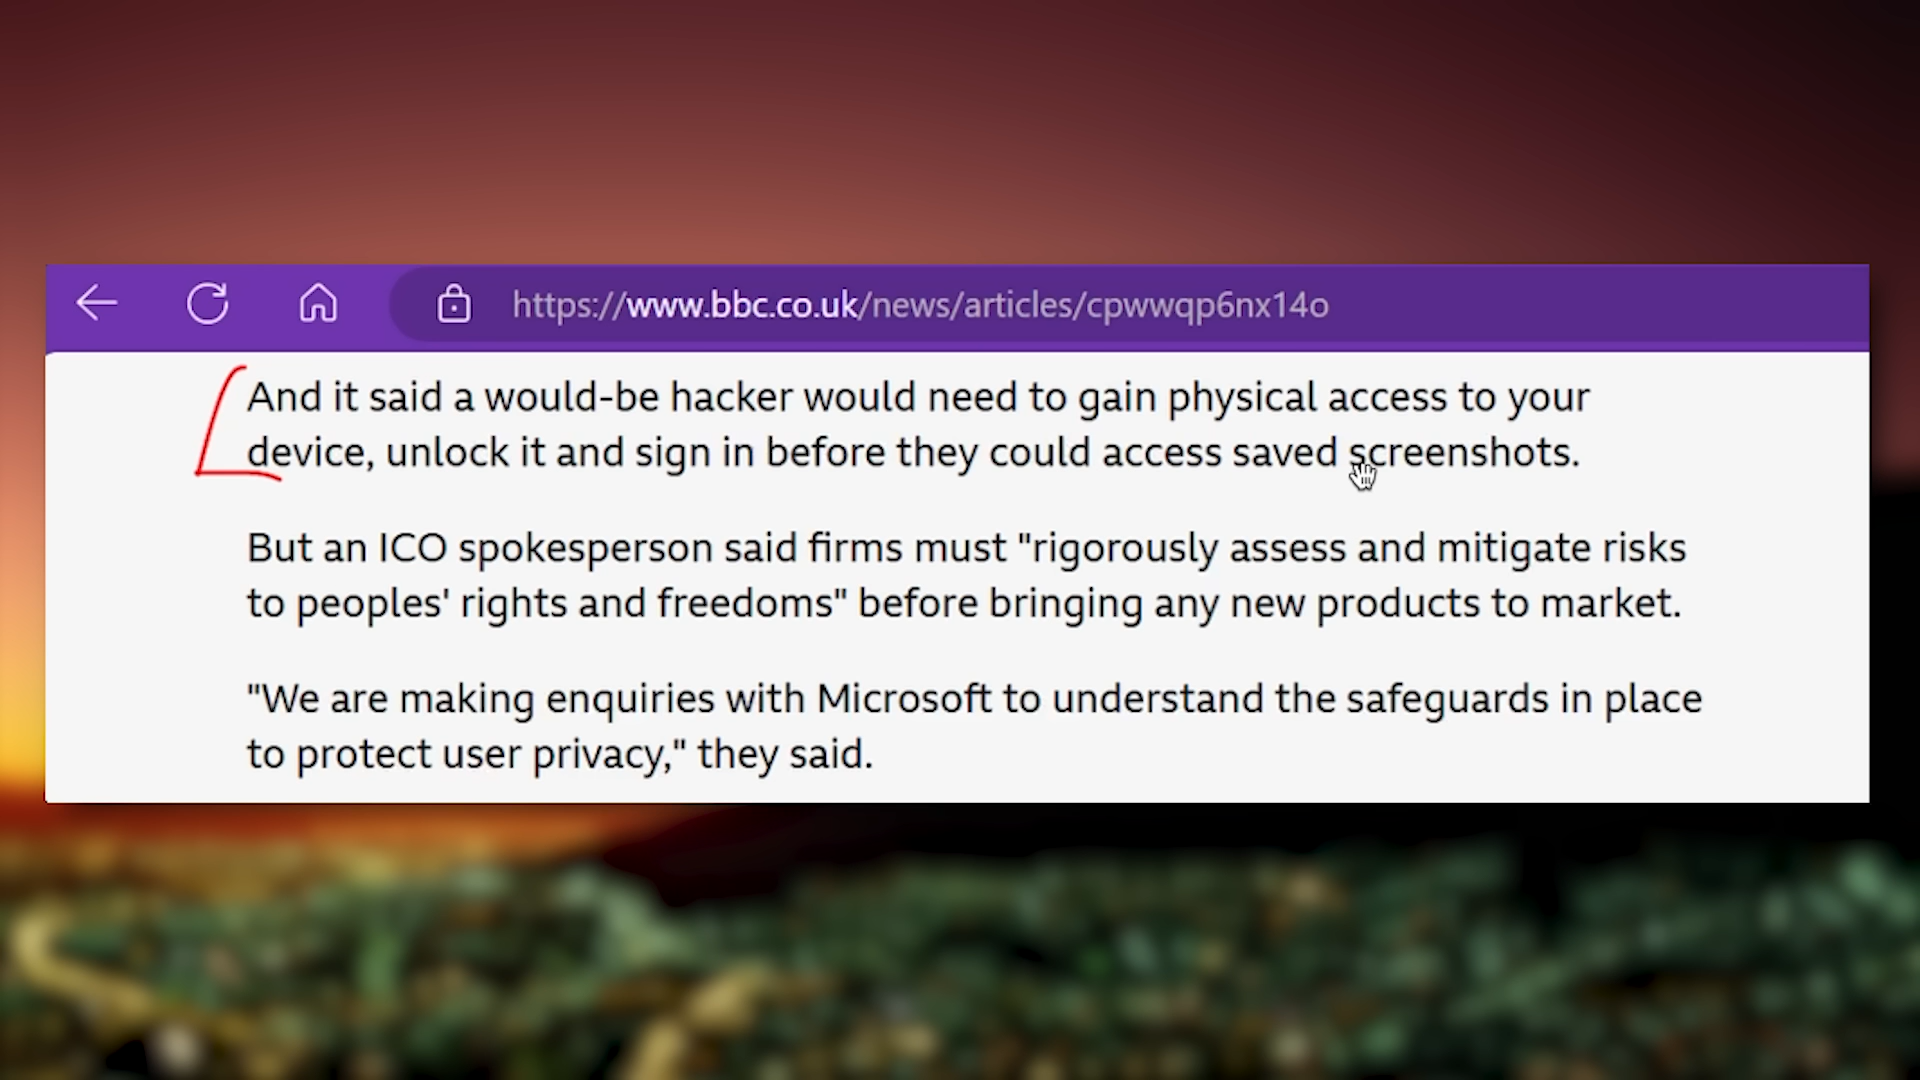 https://www.bbc.co.uk/news/articles/cpwwqp6nx14o
And it said a would-be hacker would need to gain physical access to your
device, unlock it and sign in before they could access saved screenshots.
But an ICO spokesperson said firms must "rigorously assess and mitigate risks
to peoples' rights and freedoms" before bringing any new products to market.
"We are making enquiries with Microsoft to understand the safeguards in place
to protect user privacy," they said.